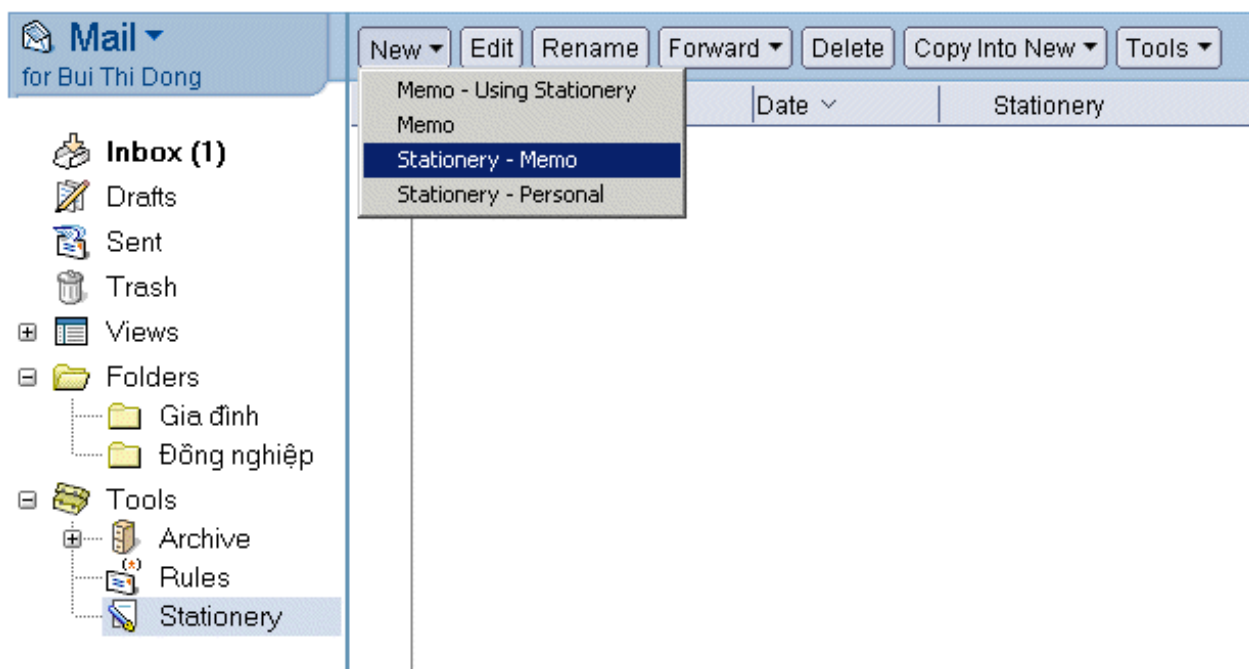 Mail
for Bui Thi Dong
Inbox (1)
Drafts
Sent
Trash
Views
Folders
Gia đình
Đồng nghiệp
Tools
Archive
Rules
Stationery
New Edit Rename Forward Delete Copy Into New Tools
Memo - Using Stationery
Memo
Stationery - Memo
Stationery - Personal
Date Stationery